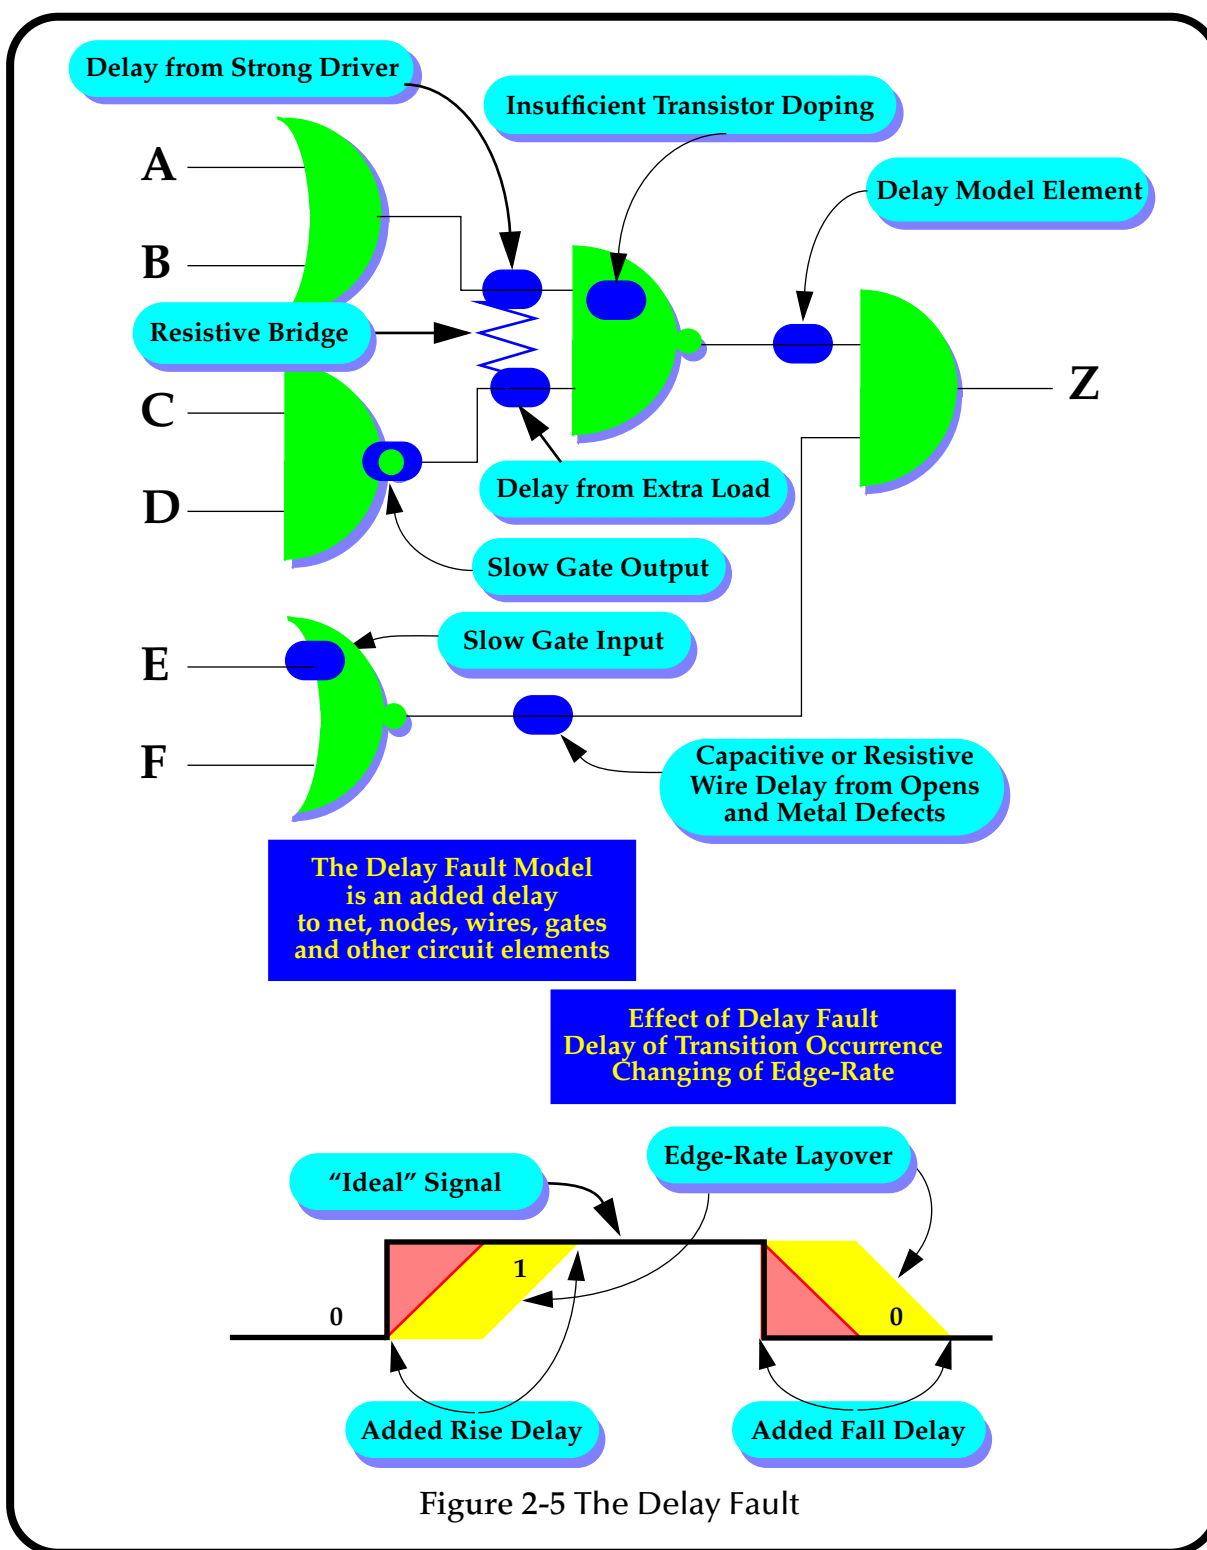 Delay from Strong Driver
Insufficient Transistor Doping
A
Delay Model Element
B
Resistive Bridge
C
Z
Delay from Extra Load
D
Slow Gate Output
Slow Gate Input
E
F
Capacitive or Resistive
Wire Delay from Opens
and Metal Defects
The Delay Fault Model
is an added delay
to net, nodes, wires, gates
and other circuit elements
Effect of Delay Fault
Delay of Transition Occurrence
Changing of Edge-Rate
Edge-Rate Layover
“Ideal” Signal
1
0
0
Added Rise Delay
Added Fall Delay
Figure 2-5 The Delay Fault